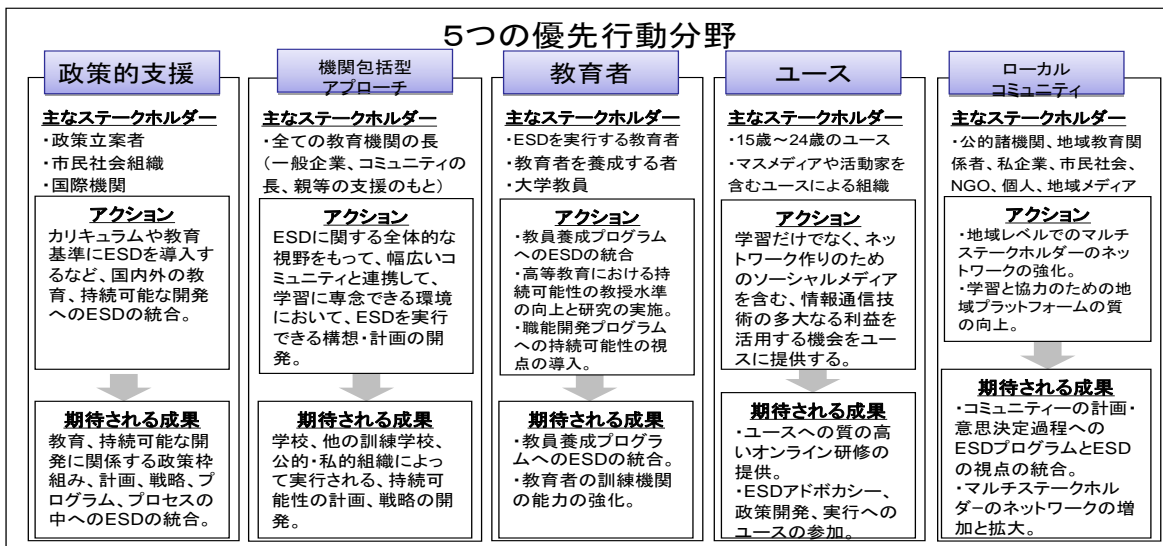 5つの優先行動分野
政策的支援
主なステークホルダー
・政策立案者
・市民社会組織
・国際機関
アクション
カリキュラムや教育
基準にESDを導入す
るなど、国内外の教
育、持続可能な開発
へのESDの統合。
期待される成果
教育、持続可能な開
発に関係する政策枠
組み、計画、戦略、プ
ログラム、プロセスの
中へのESDの統合。
機関包括型
アプローチ
主なステークホルダー
・全ての教育機関の長
(一般企業、コミュニティの
長、親等の支援のもと)
アクション
ESDに関する全体的な
視野をもって、幅広いコ
ミュニティと連携して、
学習に専念できる環境
において、ESDを実行
できる構想・計画の開
発。
期待される成果
学校、他の訓練学校、
公的・私的組織によっ
て実行される、持続可
能性の計画、戦略の開
発。
教育者
主なステークホルダー
・ESDを実行する教育者
・教育者を養成する者
・大学教員
アクション
・教員養成プログラム
へのESDの統合
・高等教育における持
続可能性の教授水準
の向上と研究の実施。
・職能開発プログラム
への持続可能性の視
点の導入。
期待される成果
・教員養成プログラ
ムへのESDの統合。
・教育者の訓練機関
の能力の強化。
ユース
主なステークホルダー
・15歳~24歳のユース
・マスメディアや活動家を
含むユースによる組織
アクション
学習だけでなく、ネッ
トワーク作りのため
のソーシャルメディア
を含む、情報通信技
術の多大なる利益を
活用する機会をユー
スに提供する。
期待される成果
・ユースへの質の高
いオンライン研修の
提供。
・ESDアドボカシー、
政策開発、実行への
ユースの参加。
ローカル
コミュニティ
主なステークホルダー
・公的諸機関、地域教育関
係者、私企業、市民社会、
NGO、個人、地域メディア
アクション
・地域レベルでのマルチ
ステークホルダーのネッ
トワークの強化。
・学習と協力のための地
域プラットフォームの質
の向上。
期待される成果
・コミュニティーの計画・
意思決定過程への
ESDプログラムとESD
の視点の統合。
・マルチステークホル
ダーのネットワークの増
加と拡大。